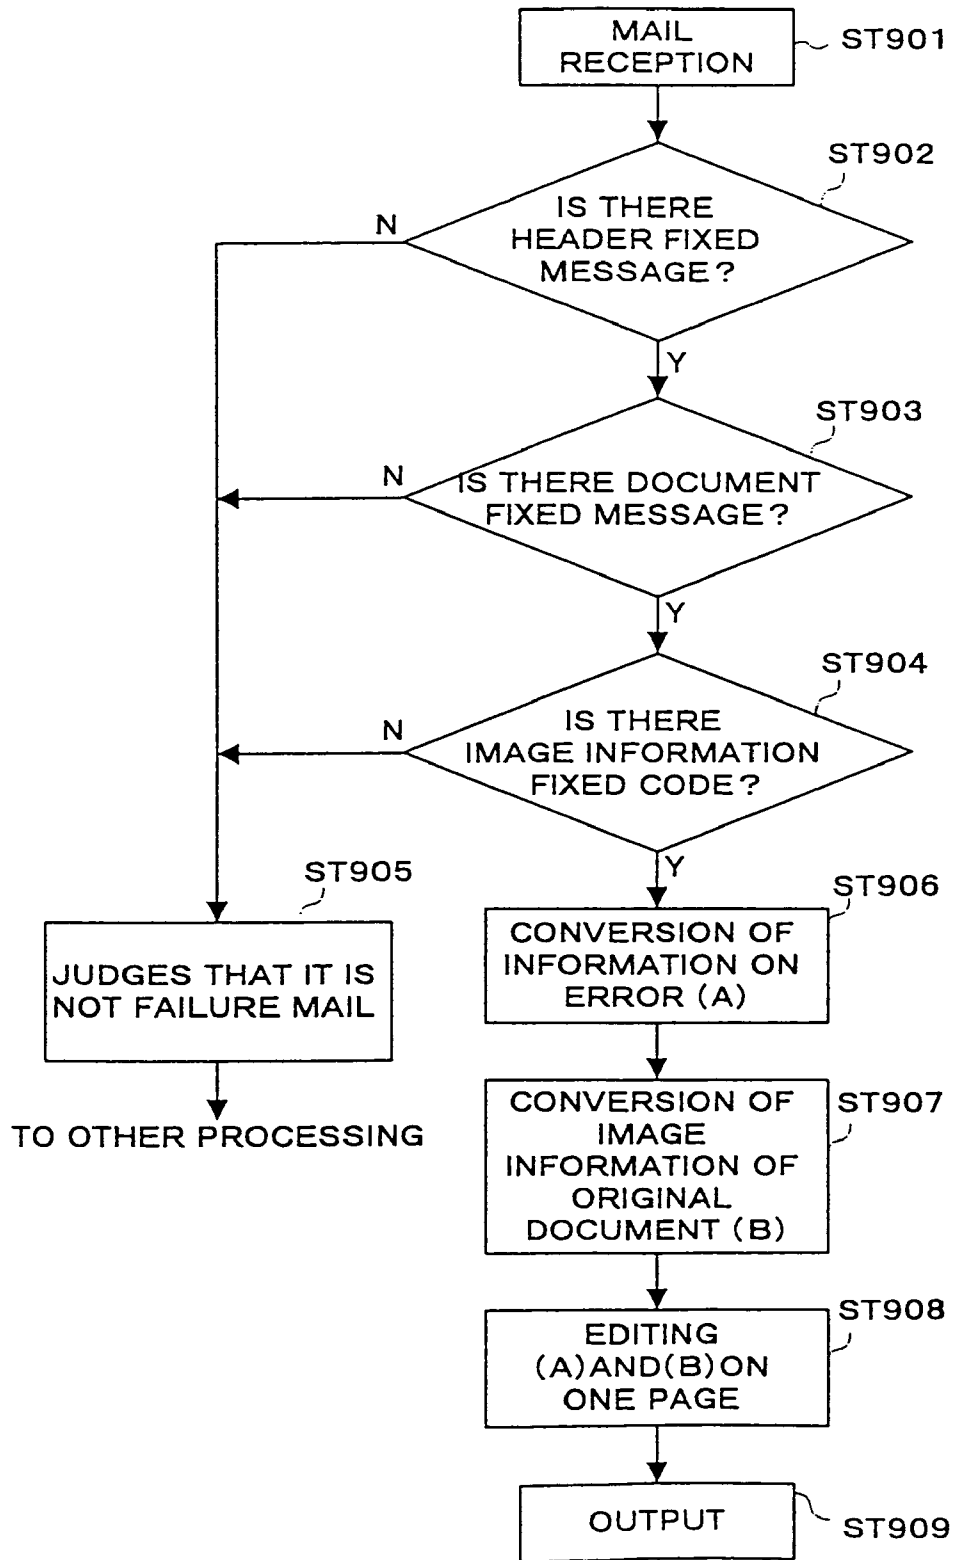 MAIL
RECEPTION
ST901
ST902
IS THERE
HEADER FIXED
MESSAGE?
N
Y
ST903
IS THERE DOCUMENT
FIXED MESSAGE?
N
Y
ST904
IS THERE
IMAGE INFORMATION
FIXED CODE?
N
Y
ST905
JUDGES THAT IT IS
NOT FAILURE MAIL
TO OTHER PROCESSING
ST906
CONVERSION OF
INFORMATION ON
ERROR (A)
ST907
CONVERSION OF
IMAGE
INFORMATION OF
ORIGINAL
DOCUMENT (B)
ST908
EDITING
(A)AND(B)ON
ONE PAGE
OUTPUT
ST909